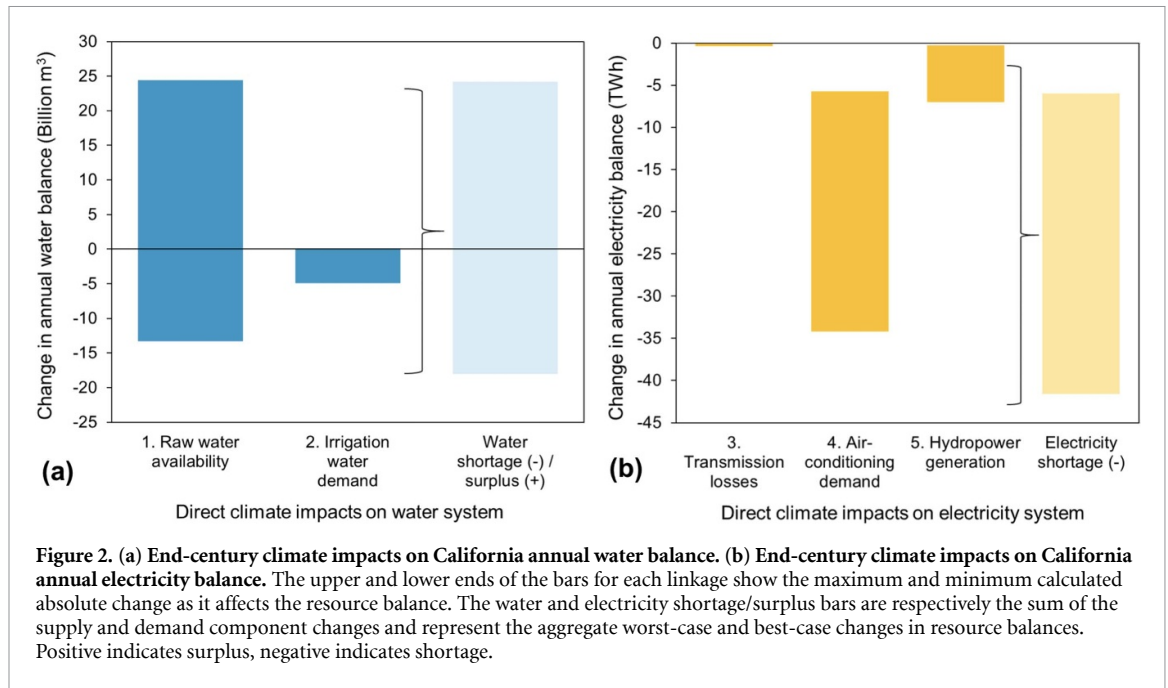 30
25
20
15
10
5
0
-5
-10
-15
-20
-25
Change in annual water balance (Billion m³)
1. Raw water
availability
2. Irrigation
water
demand
Water
shortage (-) /
surplus (+)
(a)
Direct climate impacts on water system
0
-5
-10
-15
-20
-25
-30
-35
-40
-45
Change in annual electricity balance (TWh)
3.
Transmission
losses
4. Air-
conditioning
demand
5. Hydropower
generation
Electricity
shortage (-)
(b)
Direct climate impacts on electricity system
Figure 2. (a) End-century climate impacts on California annual water balance. (b) End-century climate impacts on California
annual electricity balance. The upper and lower ends of the bars for each linkage show the maximum and minimum calculated
absolute change as it affects the resource balance. The water and electricity shortage/surplus bars are respectively the sum of the
supply and demand component changes and represent the aggregate worst-case and best-case changes in resource balances.
Positive indicates surplus, negative indicates shortage.